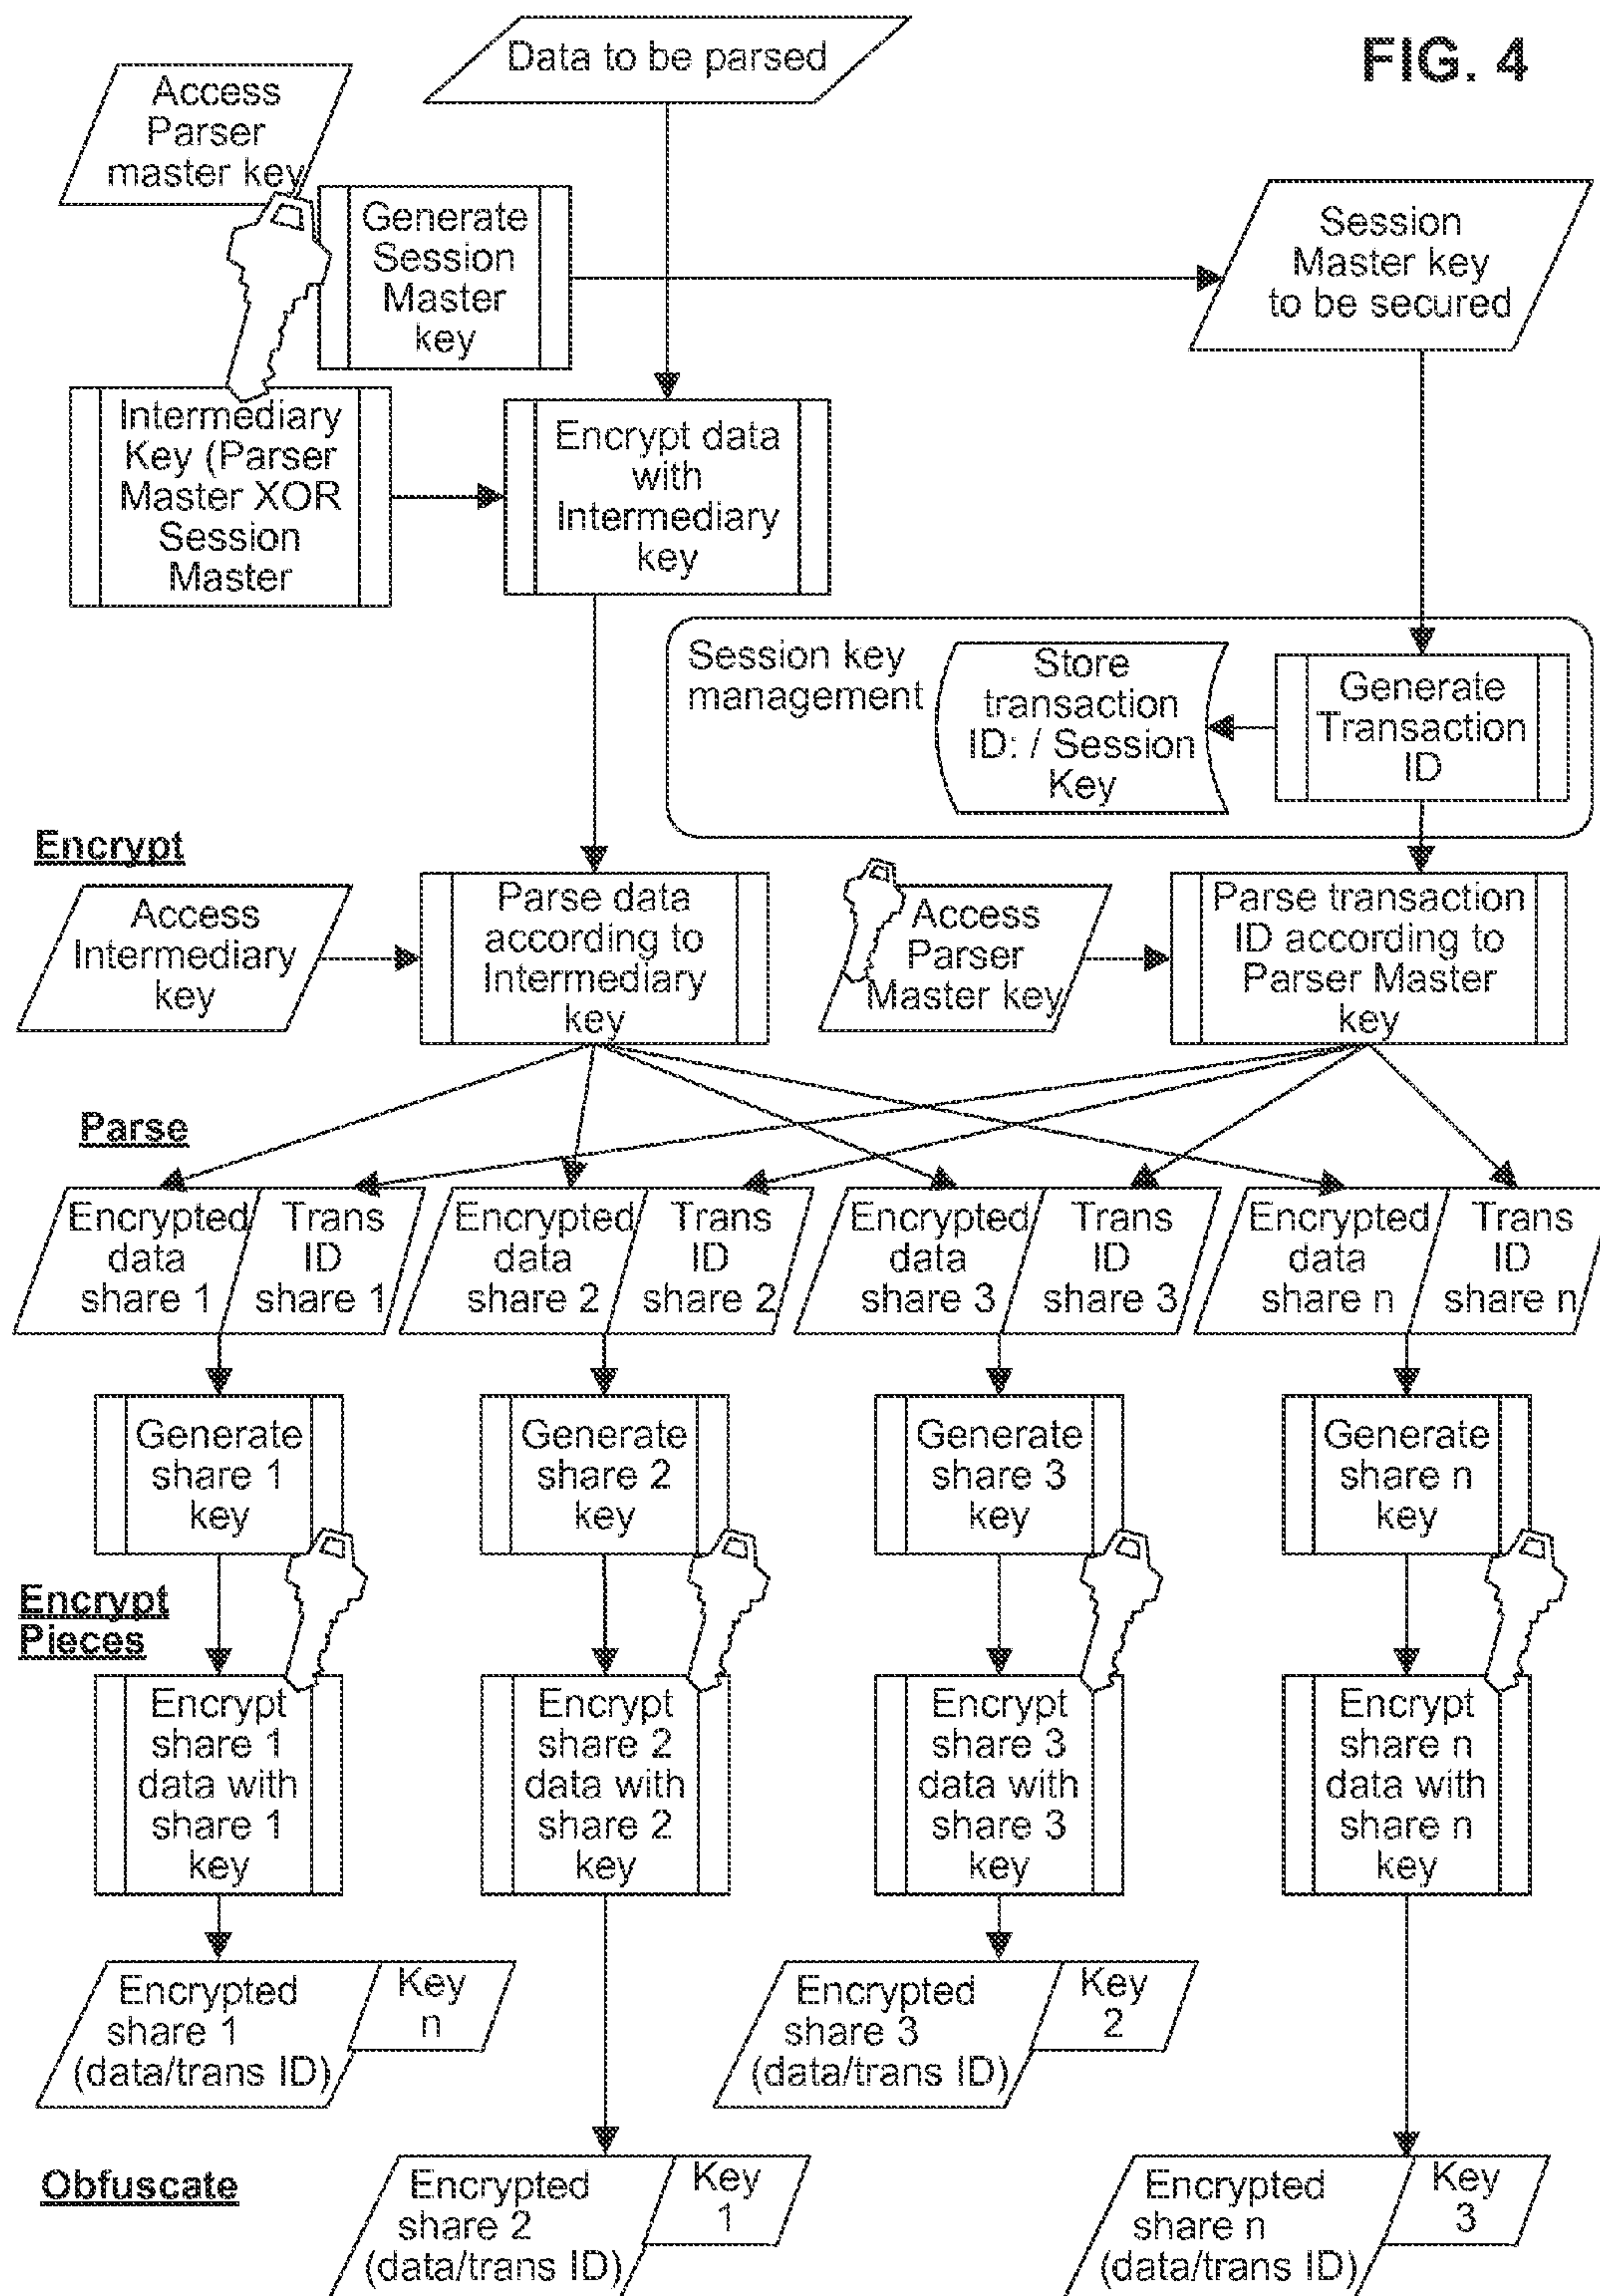 FIG. 4
Data to be parsed
Access
Parser
master key
Generate
Session
Master
key
Session
Master key
to be secured
Intermediary
Key (Parser
Master XOR
Session
Master
Encrypt data
with
Intermediary
key
Session key
management
Store
transaction
ID: / Session
Key
Generate
Transaction
ID
Encrypt
Access
Intermediary
key
Parse data
according to
Intermediary
key
Access
Parser
Master key
Parse transaction
ID according to
Parser Master
key
Parse
Encrypted
data
share 1
Trans
ID
share 1
Encrypted
data
share 2
Trans
ID
share 2
Encrypted
data
share 3
Trans
ID
share 3
Encrypted
data
share n
Trans
ID
share n
Generate
share 1
key
Generate
share 2
key
Generate
share 3
key
Generate
share n
key
Encrypt
Pieces
Encrypt
share 1
data with
share 1
key
Encrypt
share 2
data with
share 2
key
Encrypt
share 3
data with
share 3
key
Encrypt
share n
data with
share n
key
Encrypted
share 1
(data/trans ID)
Key
n
Encrypted
share 3
(data/trans ID)
Key
2
Obfuscate
Encrypted
share 2
(data/trans ID)
Key
1
Encrypted
share n
(data/trans ID)
Key
3